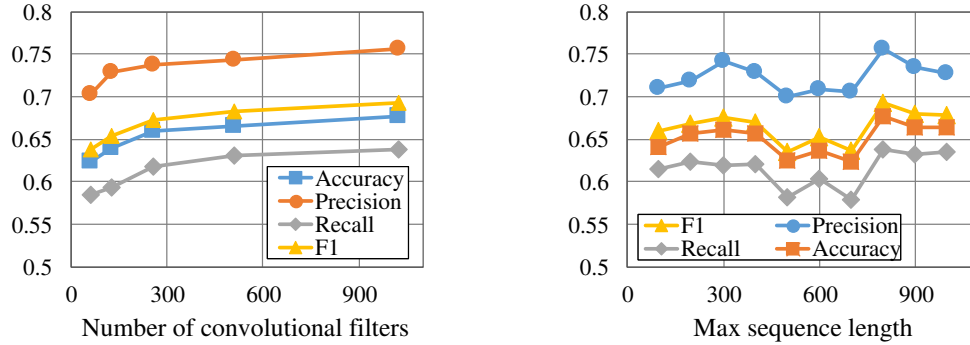 0.8
0.75
0.7
0.65
0.6
0.55
0.5
0 300 600 900
Accuracy
Precision
Recall
F1
Number of convolutional filters
0.8
0.75
0.7
0.65
0.6
0.55
0.5
0 300 600 900
F1 Precision
Recall Accuracy
Max sequence length